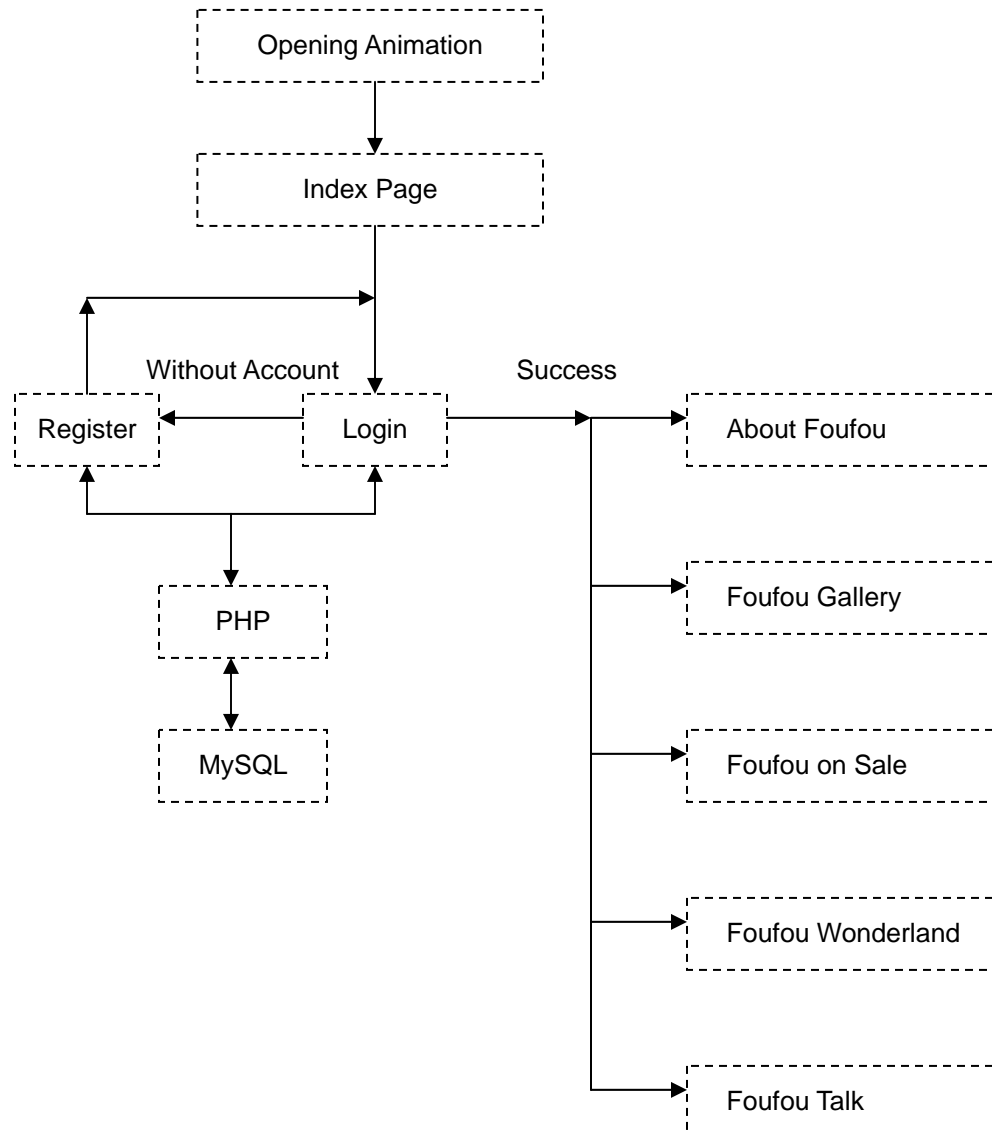 Opening Animation
Index Page
Without Account
Success
Register
Login
About Foufou
Foufou Gallery
PHP
MySQL
Foufou on Sale
Foufou Wonderland
Foufou Talk